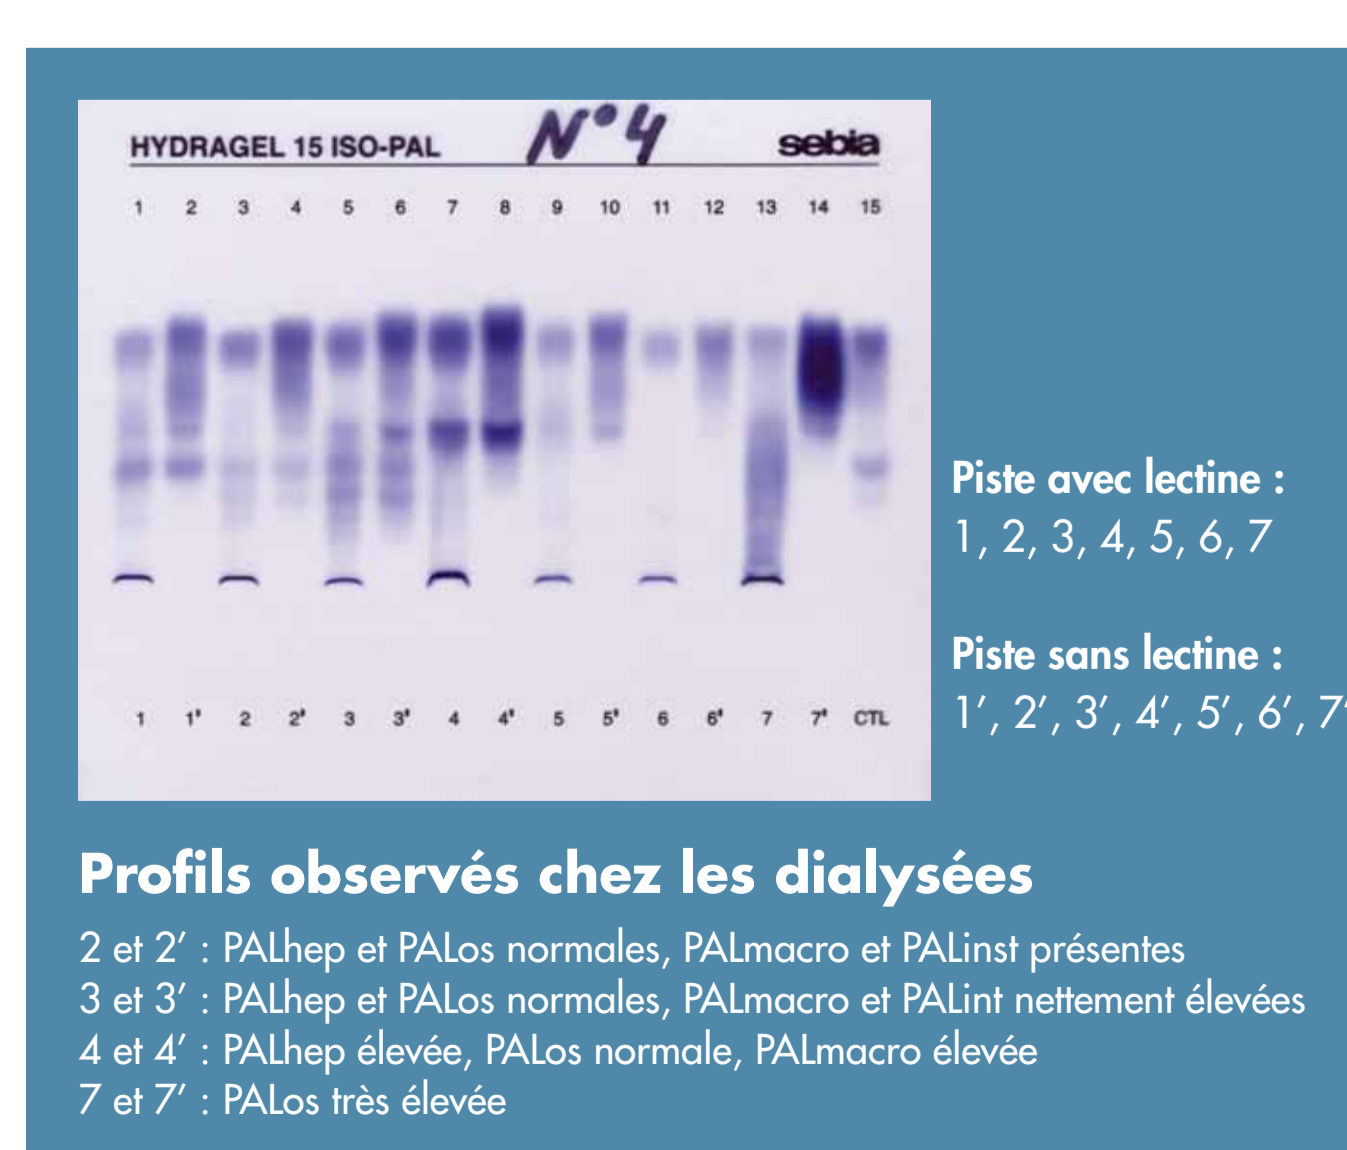 HYDRAGEL 15 ISO-PAL N°4 sebia
1 2 3 4 5 6 7 8 9 10 11 12 13 14 15
1 1' 2 2' 3 3' 4 4' 5 5' 6 6' 7 7' CTL
Piste avec lectine :
1, 2, 3, 4, 5, 6, 7
Piste sans lectine :
1’, 2’, 3’, 4’, 5’, 6’, 7’
Profils observés chez les dialysées
2 et 2’ : PALhep et PALos normales, PALmacro et PALinst présentes
3 et 3’ : PALhep et PALos normales, PALmacro et PALint nettement élevées
4 et 4’ : PALhep élevée, PALos normale, PALmacro élevée
7 et 7’ : PALos très élevée